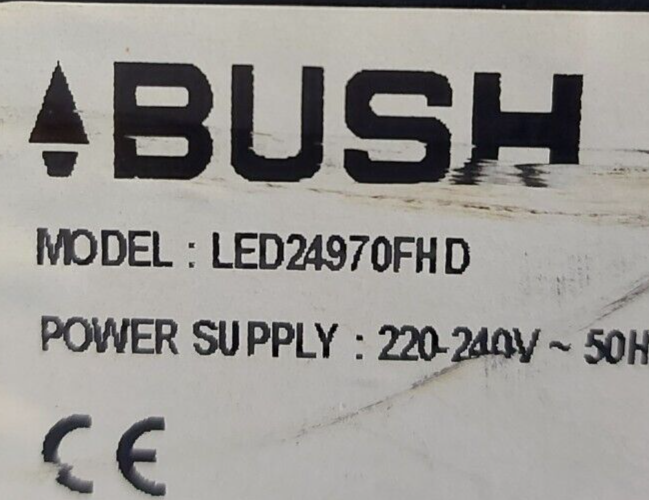 BUSH
MODEL : LED24970FHD
POWER SUPPLY : 220-240V ~ 50H
CE